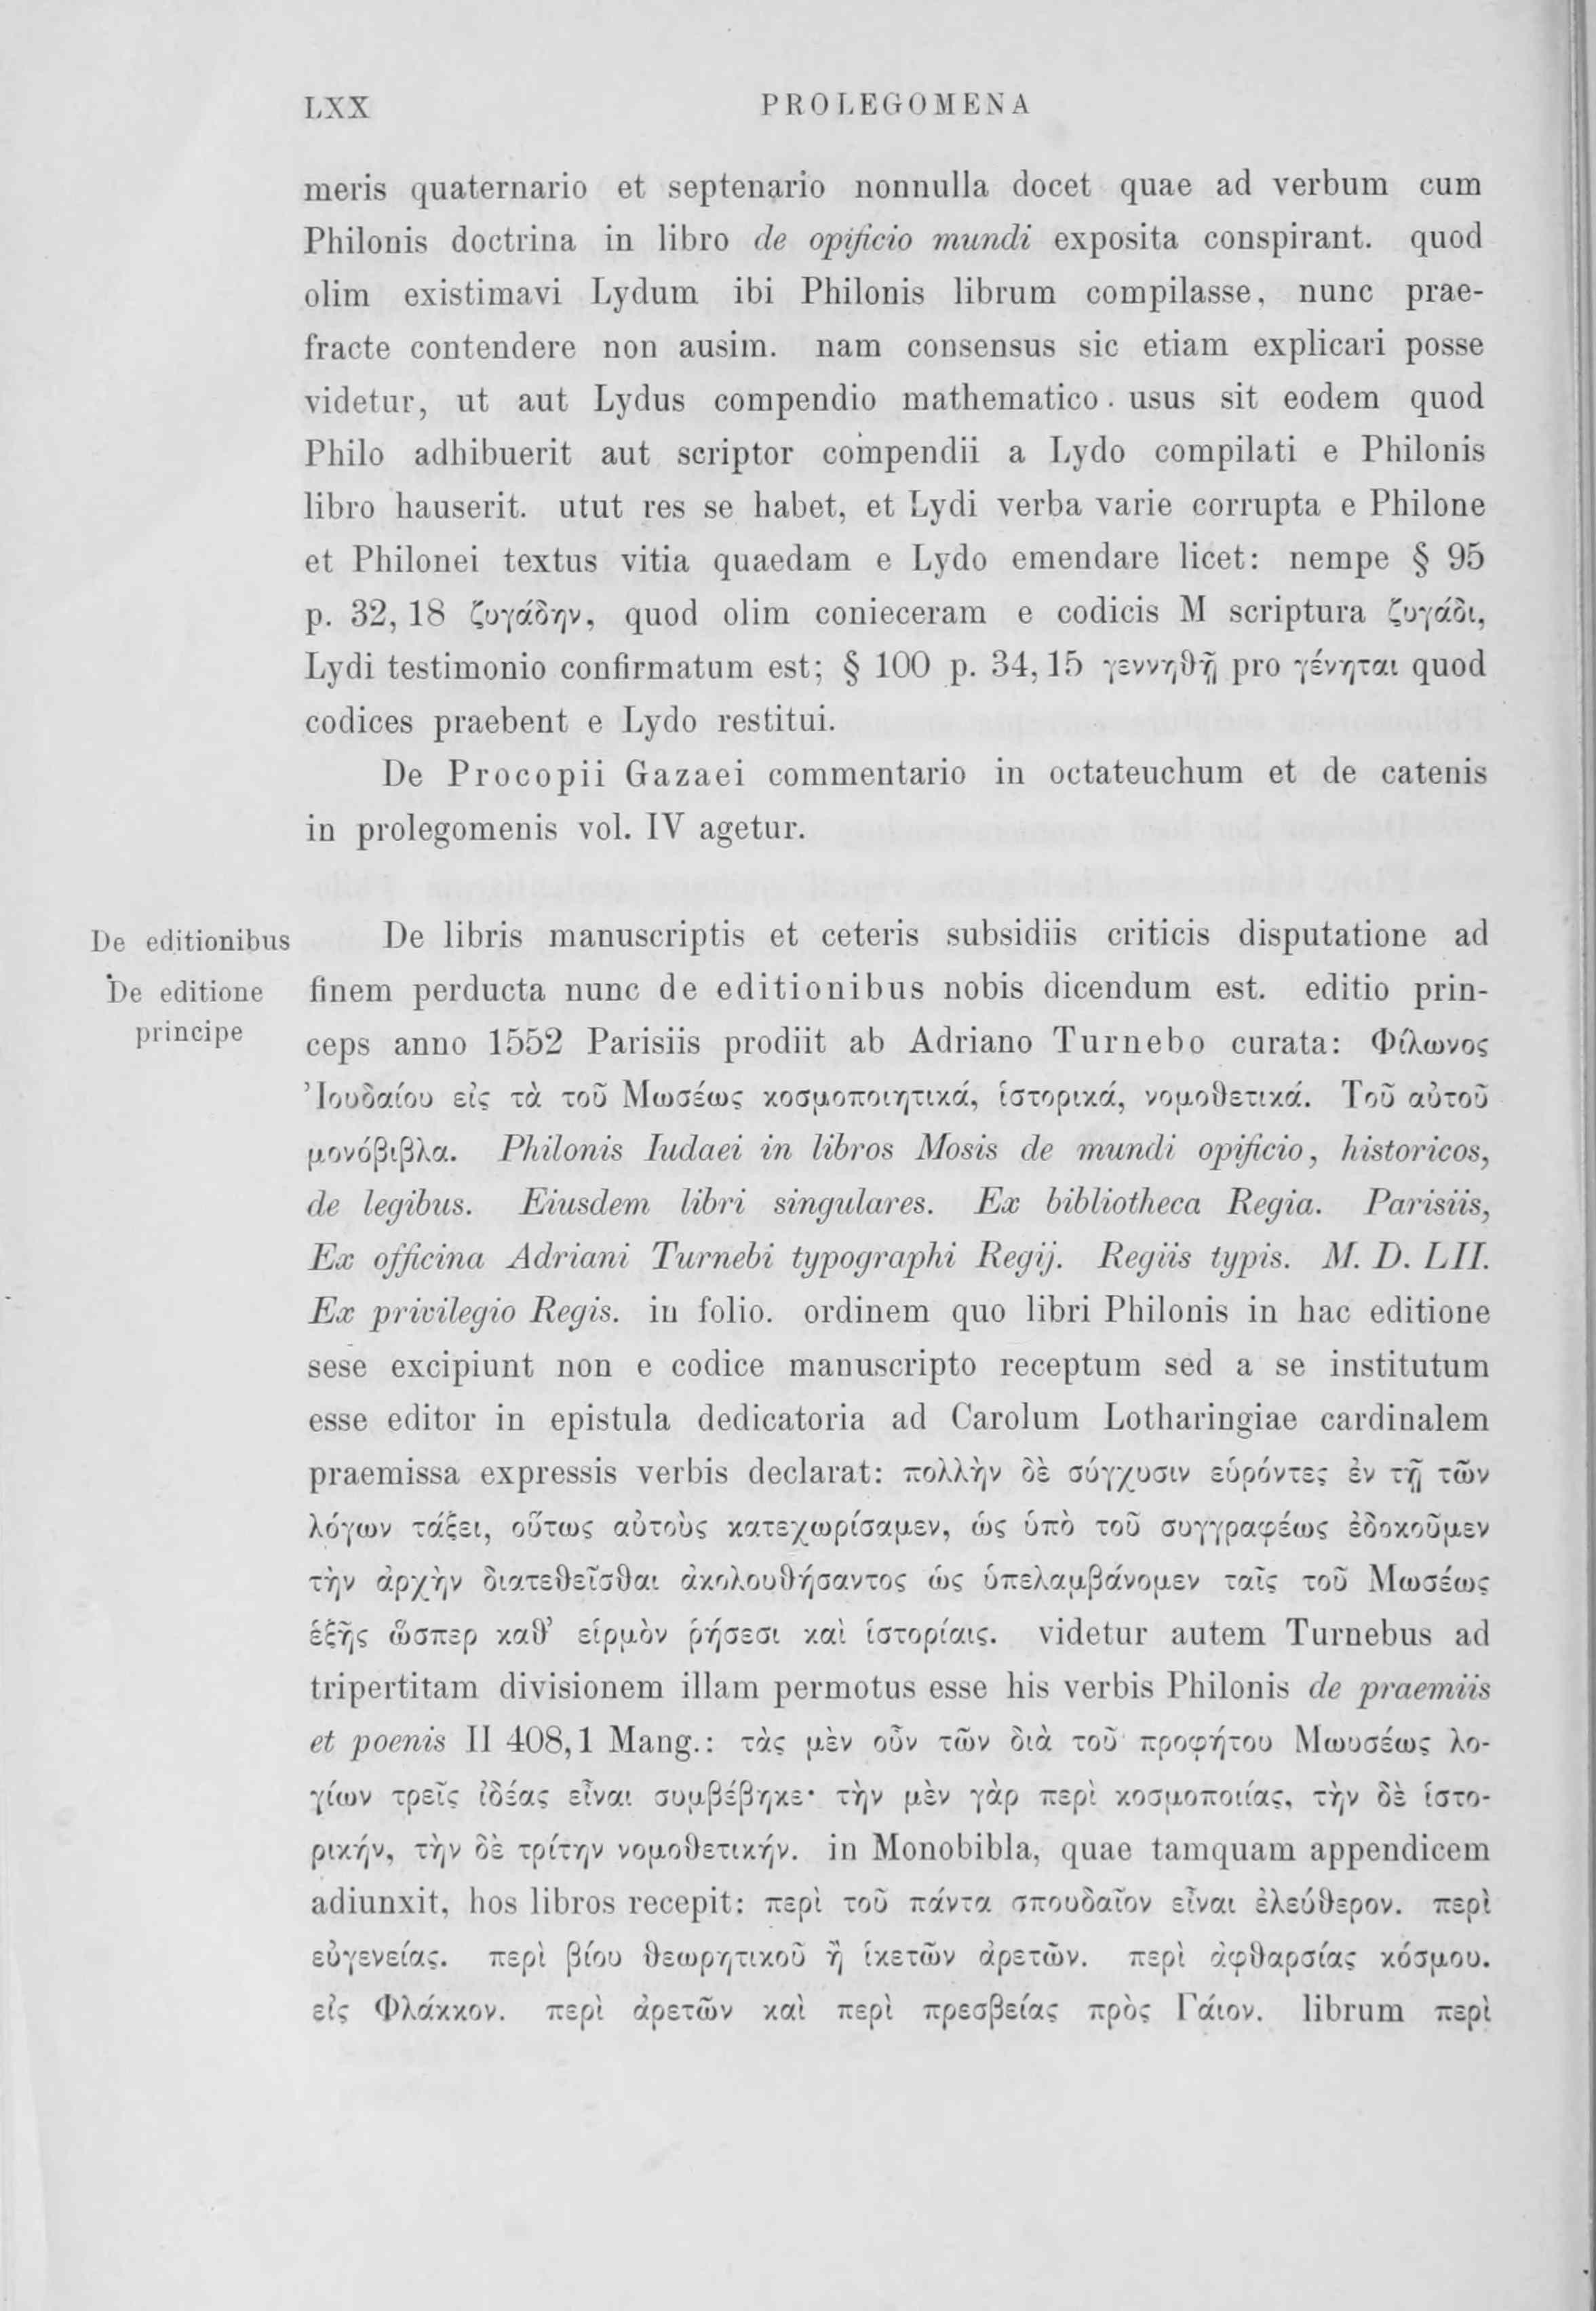 LXX PROLEGOMENA
meris quaternario et septenario nonnulla docet quae ad verbum cum
Philonis doctrina in libro de opificio mundi exposita conspirant. quod
olim existimavi Lydum ibi Philonis librum compilasse, nunc prae-
fracte contendere non ausim. nam consensus sic etiam explicari posse
videtur, ut aut Lydus compendio mathematico usus sit eodem quod
Philo adhibuerit aut scriptor compendii a Lydo compilati e Philonis
libro hauserit. utut res se habet, et Lydi verba varie corrupta e Philone
et Philonei textus vitia quaedam e Lydo emendare licet: nempe § 95
p. 32, 18 ζυγάδην, quod olim conieceram e codicis M scriptura ζυγάδι,
Lydi testimonio confirmatum est; § 100 p. 34, 15 γεννηθῇ pro γένηται quod
codices praebent e Lydo restitui.
De Procopii Gazaei commentario in octateuchum et de catenis
in prolegomenis vol. IV agetur.
De editionibus
De editione
principe
De libris manuscriptis et ceteris subsidiis criticis disputatione ad
finem perducta nunc de editionibus nobis dicendum est. editio prin-
ceps anno 1552 Parisiis prodiit ab Adriano Turnebo curata: Φίλωνος
Ἰουδαίου εἰς τὰ τοῦ Μωσέως κοσμοποιητικά, ἱστορικά, νομοθετικά. Τοῦ αὐτοῦ
μονόβιβλα. Philonis Iudaei in libros Mosis de mundi opificio, historicos,
de legibus. Eiusdem libri singulares. Ex bibliotheca Regia. Parisiis,
Ex officina Adriani Turnebi typographi Regij. Regiis typis. M. D. LII.
Ex privilegio Regis. in folio. ordinem quo libri Philonis in hac editione
sese excipiunt non e codice manuscripto receptum sed a se institutum
esse editor in epistula dedicatoria ad Carolum Lotharingiae cardinalem
praemissa expressis verbis declarat: πολλὴν δὲ σύγχυσιν εὑρόντες ἐν τῇ τῶν
λόγων τάξει, οὕτως αὐτοὺς κατεχωρίσαμεν, ὡς ὑπὸ τοῦ συγγραφέως ἐδοκοῦμεν
τὴν ἀρχὴν διατεθεῖσθαι ἀκολουθήσαντος ὡς ὑπελαμβάνομεν ταῖς τοῦ Μωσέως
ἑξῆς ὥσπερ καθ’ εἱρμὸν ῥήσεσι καὶ ἱστορίαις. videtur autem Turnebus ad
tripertitam divisionem illam permotus esse his verbis Philonis de praemiis
et poenis II 408, 1 Mang.: τὰς μὲν οὖν τῶν διὰ τοῦ προφήτου Μωυσέως λο-
γίων τρεῖς ἰδέας εἶναι συμβέβηκε· τὴν μὲν γὰρ περὶ κοσμοποιίας, τὴν δὲ ἱστο-
ρικήν, τὴν δὲ τρίτην νομοθετικήν. in Monobibla, quae tamquam appendicem
adiunxit, hos libros recepit: περὶ τοῦ πάντα σπουδαῖον εἶναι ἐλεύθερον. περὶ
εὐγενείας. περὶ βίου θεωρητικοῦ ἢ ἱκετῶν ἀρετῶν. περὶ ἀφθαρσίας κόσμου.
εἰς Φλάκκον. περὶ ἀρετῶν καὶ περὶ πρεσβείας πρὸς Γάιον. librum περὶ